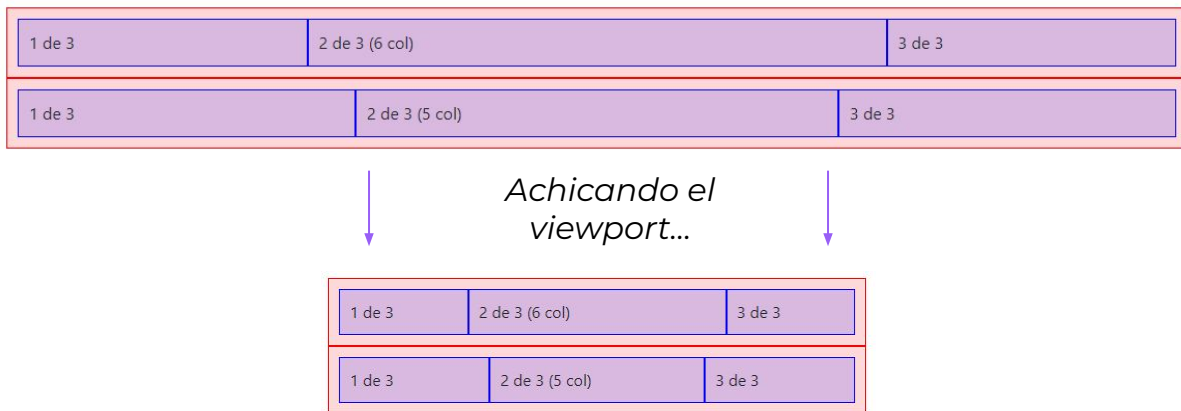 1 de 3 2 de 3 (6 col) 3 de 3
1 de 3 2 de 3 (5 col) 3 de 3
Achicando el
viewport...
1 de 3 2 de 3 (6 col) 3 de 3
1 de 3 2 de 3 (5 col) 3 de 3